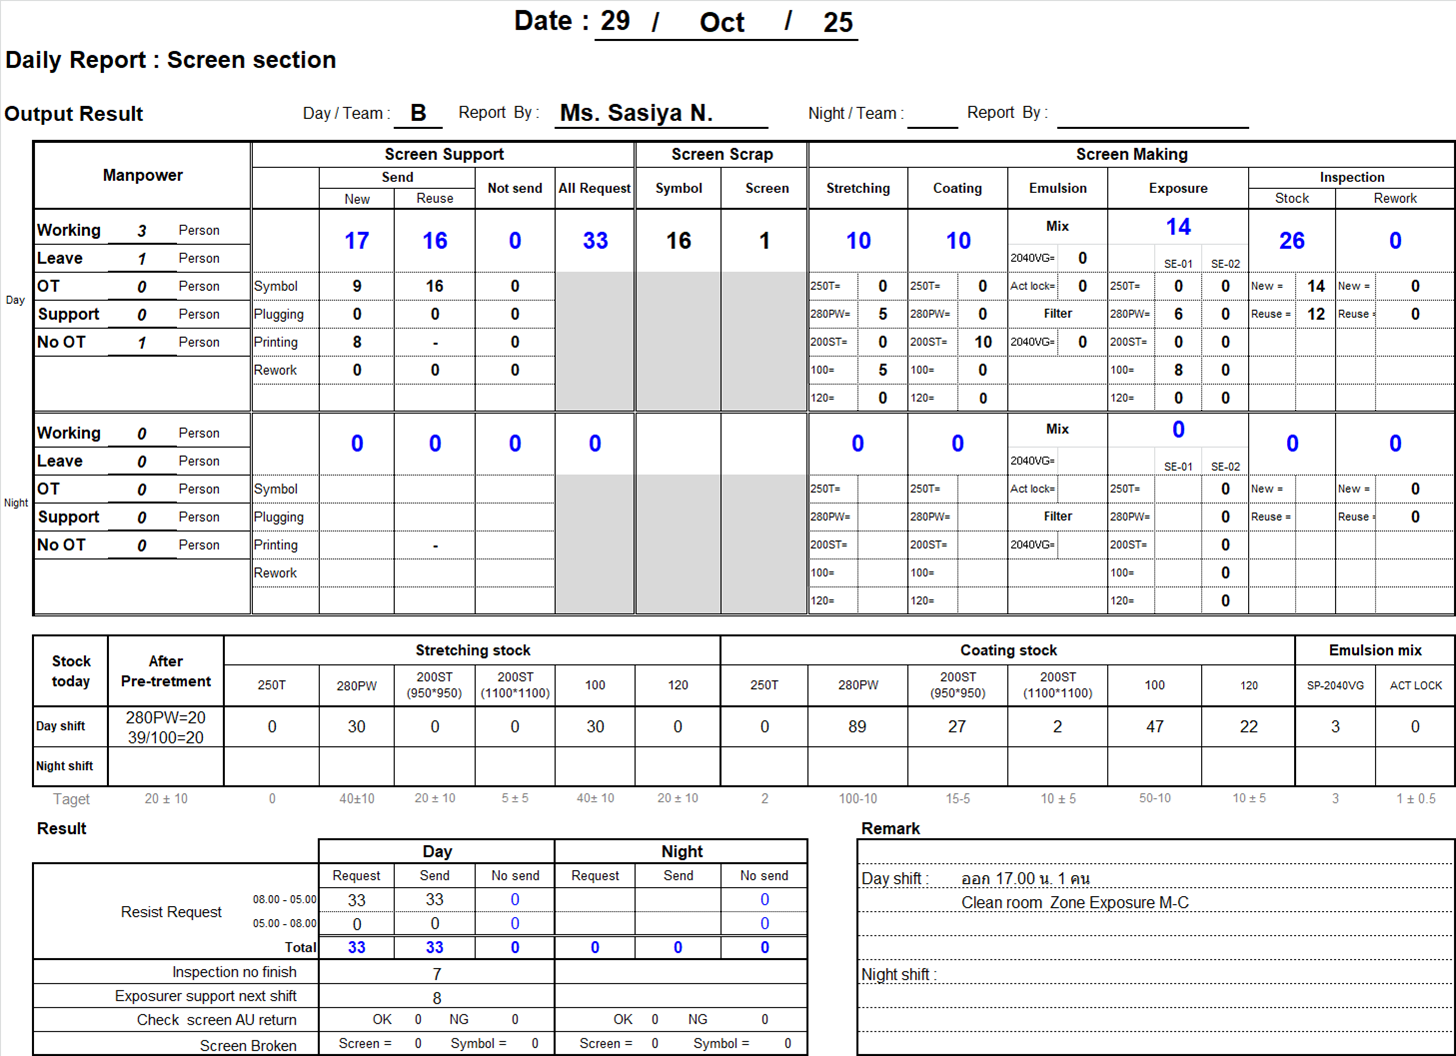 Date : 29 / Oct / 25
Daily Report : Screen section
Output Result Day / Team : B Report By : Ms. Sasiya N. Night / Team : Report By :
Manpower Screen Support Screen Scrap Screen Making
Send Not send All Request Symbol Screen Stretching Coating Emulsion Exposure Inspection
New Reuse Stock Rework
Day
Working 3 Person 17 16 0 33 16 1 10 10 Mix 14 26 0
Leave 1 Person 2040VG= 0 SE-01 SE-02
OT 0 Person Symbol 9 16 0 250T= 0 250T= 0 Act lock= 0 250T= 0 0 New = 14 New = 0
Support 0 Person Plugging 0 0 0 280PW= 5 280PW= 0 Filter 280PW= 6 0 Reuse = 12 Reuse = 0
No OT 1 Person Printing 8 - 0 200ST= 0 200ST= 10 2040VG= 0 200ST= 0 0
Rework 0 0 0 100= 5 100= 0 100= 8 0
120= 0 120= 0 120= 0 0
Night
Working 0 Person 0 0 0 0 0 0 Mix 0 0 0
Leave 0 Person 2040VG= SE-01 SE-02
OT 0 Person Symbol 250T= 250T= Act lock= 250T= 0 New = New = 0
Support 0 Person Plugging 280PW= 280PW= Filter 280PW= 0 Reuse = Reuse = 0
No OT 0 Person Printing - 200ST= 200ST= 2040VG= 200ST= 0
Rework 100= 100= 100= 0
120= 120= 120= 0
Stock today After Pre-tretment Stretching stock Coating stock Emulsion mix
250T 280PW 200ST (950*950) 200ST (1100*1100) 100 120 250T 280PW 200ST (950*950) 200ST (1100*1100) 100 120 SP-2040VG ACT LOCK
Day shift 280PW=20 39/100=20 0 30 0 0 30 0 0 89 27 2 47 22 3 0
Night shift
Taget 20 ± 10 0 40±10 20 ± 10 5 ± 5 40± 10 20 ± 10 2 100-10 15-5 10 ± 5 50-10 10 ± 5 3 1 ± 0.5
Result
Day Night
Request Send No send Request Send No send
Resist Request
08.00 - 05.00 33 33 0 0
05.00 - 08.00 0 0 0 0
Total 33 33 0 0 0 0
Inspection no finish 7
Exposurer support next shift 8
Check screen AU return OK 0 NG 0 OK 0 NG 0
Screen Broken Screen = 0 Symbol = 0 Screen = 0 Symbol = 0
Remark
Day shift : ออก 17.00 น. 1 คน
Clean room Zone Exposure M-C
Night shift :